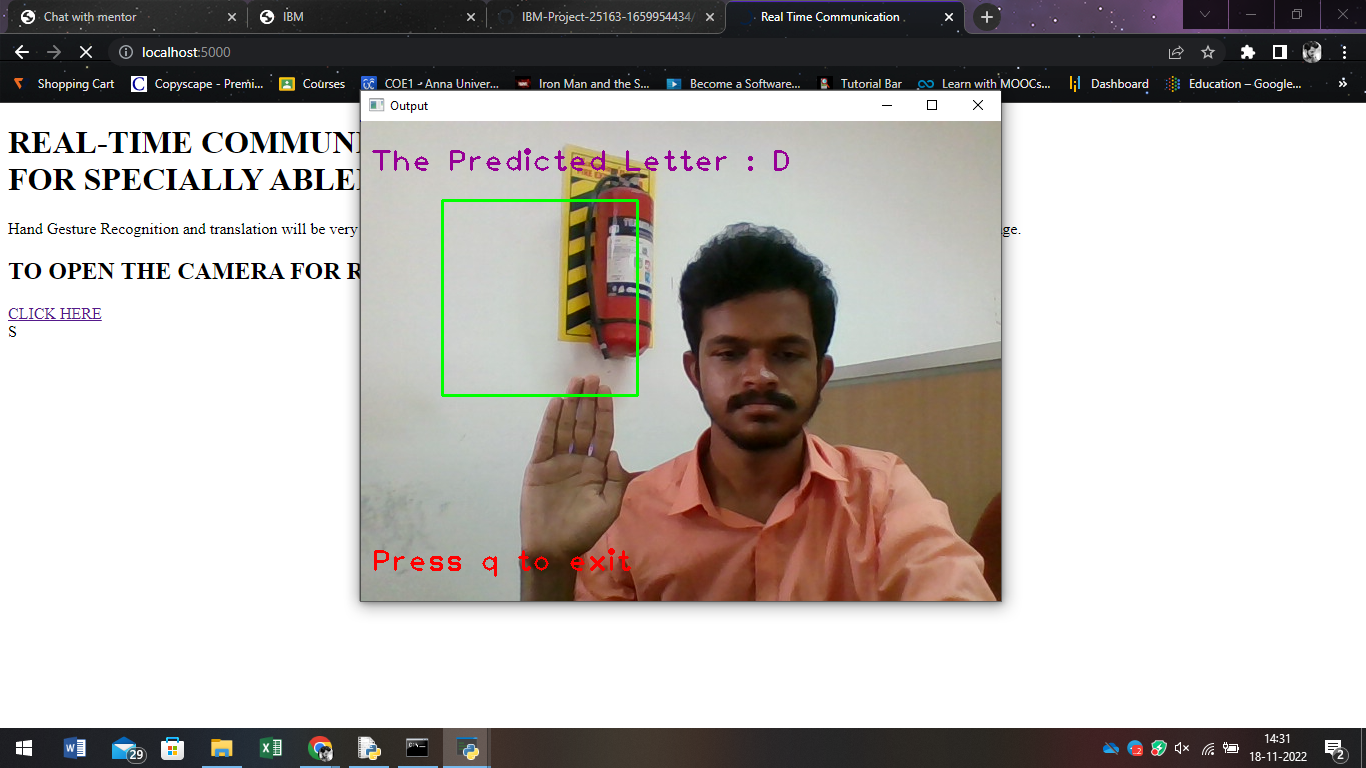 Chat with mentor
IBM
IBM-Project-25163-1659954434/
Real Time Communication
localhost:5000
Shopping Cart
Copyscape - Premi...
Courses
COE1 - Anna Univer...
Iron Man and the S...
Become a Software...
Tutorial Bar
Learn with MOOCs...
Dashboard
Education – Google...
»
Output
The Predicted Letter : D
REAL-TIME COMMUN
FOR SPECIALLY ABLE
Hand Gesture Recognition and translation will be very
ge.
TO OPEN THE CAMERA FOR R
CLICK HERE
S
Press q to exit
29
14:31
18-11-2022
2